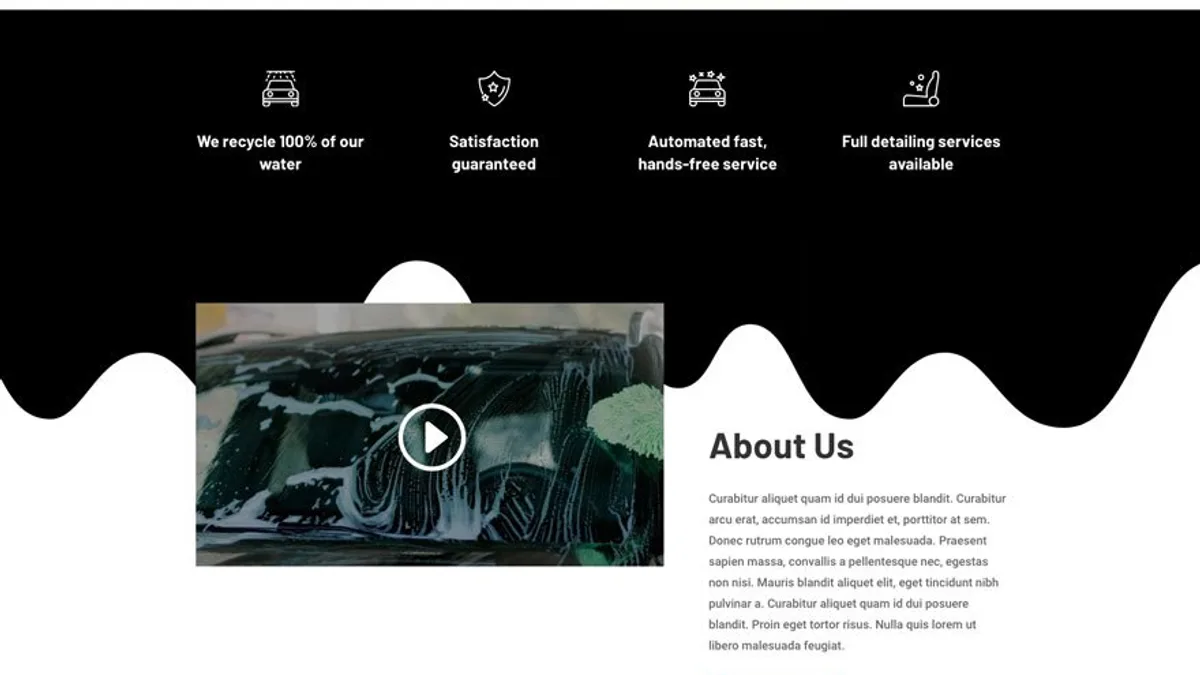 We recycle 100% of our
water
Satisfaction
guaranteed
Automated fast,
hands-free service
Full detailing services
available
About Us
Curabitur aliquet quam id dui posuere blandit. Curabitur
arcu erat, accumsan id imperdiet et, porttitor at sem.
Donec rutrum congue leo eget malesuada. Praesent
sapien massa, convallis a pellentesque nec, egestas
non nisi. Mauris blandit aliquet elit, eget tincidunt nibh
pulvinar a. Curabitur aliquet quam id dui posuere
blandit. Proin eget tortor risus. Nulla quis lorem ut
libero malesuada feugiat.